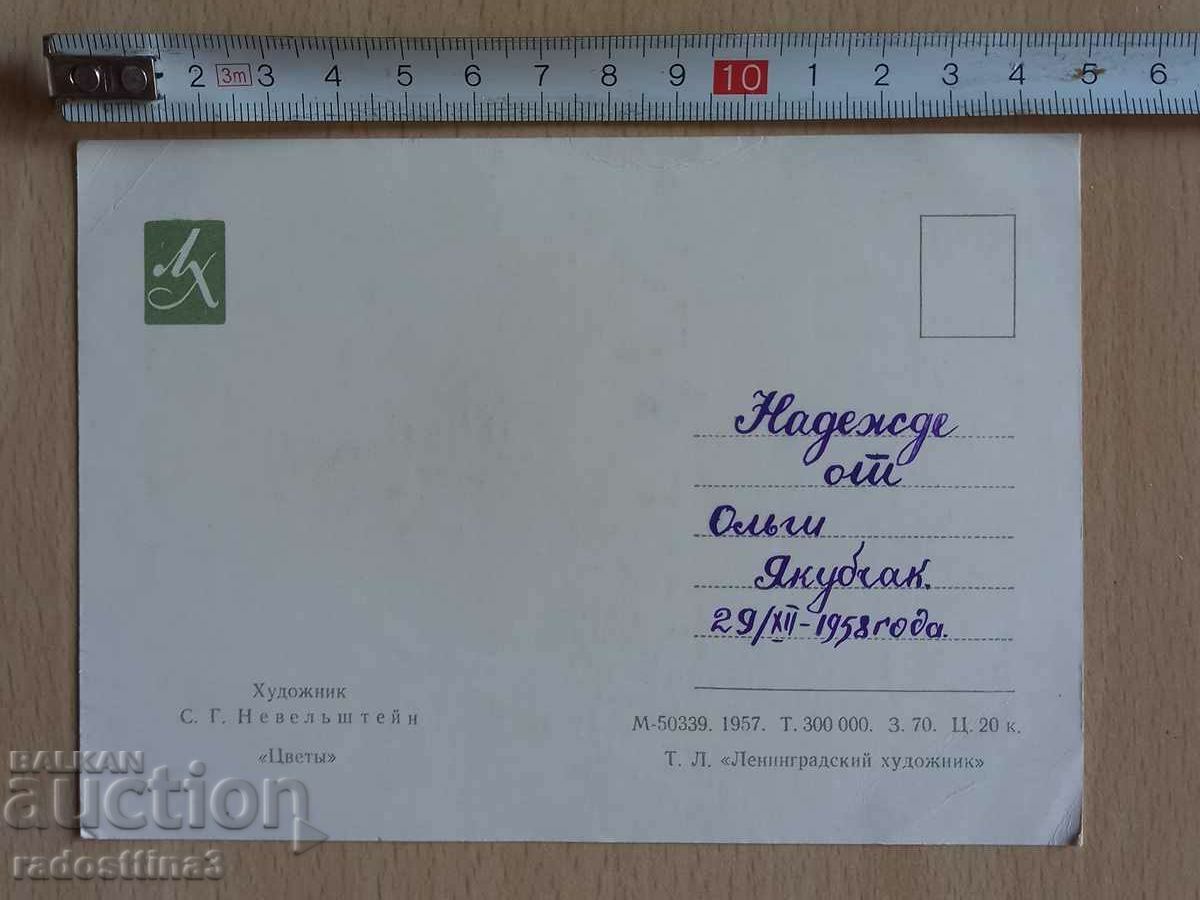 2 3m 3 4 5 6 7 8 9 10 1 2 3 4 5 6
ЛХ
Надежде
от
Ольги
Якубчак.
29/XII-1958 года.
Художник
С. Г. Невельштейн
«Цветы»
М-50339. 1957. Т. 300 000. З. 70. Ц. 20 к.
Т. Л. «Ленинградский художник»
BALKAN
auction
radosttina3